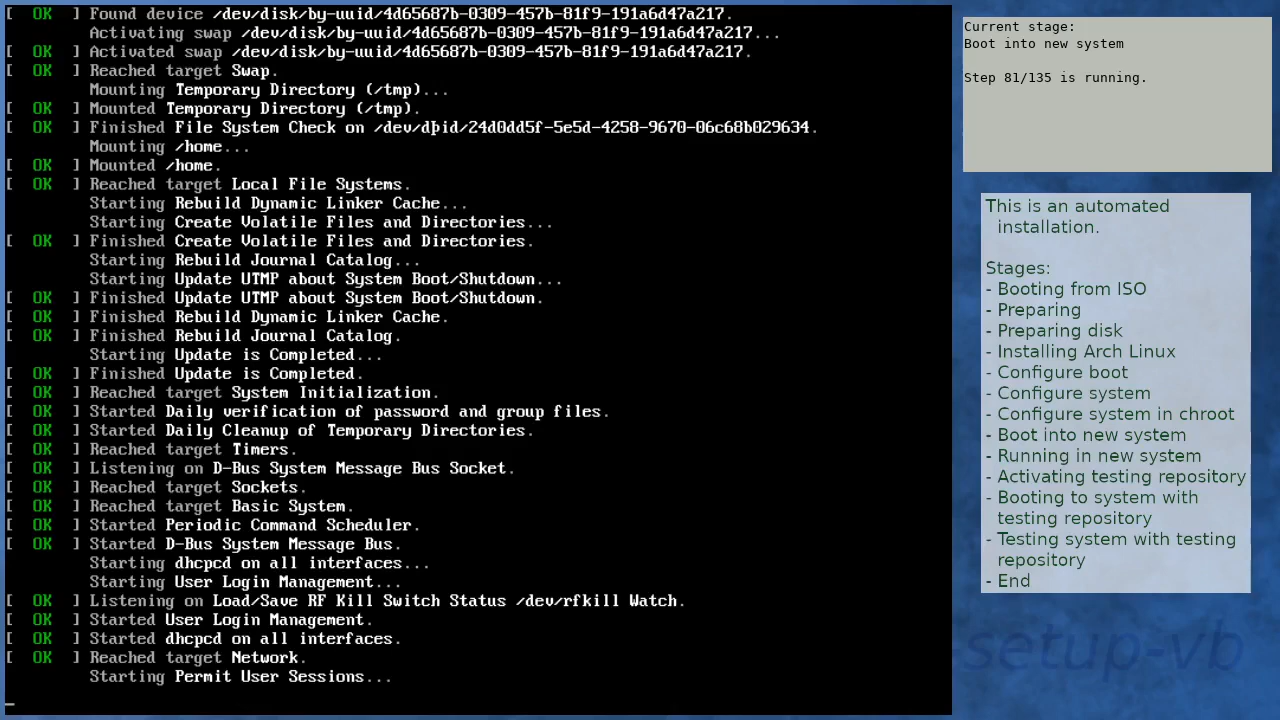 [  OK  ] Found device /dev/disk/by-uuid/4d65687b-0309-457b-81f9-191a6d47a217.
Activating swap /dev/disk/by-uuid/4d65687b-0309-457b-81f9-191a6d47a217...
[  OK  ] Activated swap /dev/disk/by-uuid/4d65687b-0309-457b-81f9-191a6d47a217.
[  OK  ] Reached target Swap.
Mounting Temporary Directory (/tmp)...
[  OK  ] Mounted Temporary Directory (/tmp).
[  OK  ] Finished File System Check on /dev/dþid/24d0dd5f-5e5d-4258-9670-06c68b029634.
Mounting /home...
[  OK  ] Mounted /home.
[  OK  ] Reached target Local File Systems.
Starting Rebuild Dynamic Linker Cache...
Starting Create Volatile Files and Directories...
[  OK  ] Finished Create Volatile Files and Directories.
Starting Rebuild Journal Catalog...
Starting Update UTMP about System Boot/Shutdown...
[  OK  ] Finished Update UTMP about System Boot/Shutdown.
[  OK  ] Finished Rebuild Dynamic Linker Cache.
[  OK  ] Finished Rebuild Journal Catalog.
Starting Update is Completed...
[  OK  ] Finished Update is Completed.
[  OK  ] Reached target System Initialization.
[  OK  ] Started Daily verification of password and group files.
[  OK  ] Started Daily Cleanup of Temporary Directories.
[  OK  ] Reached target Timers.
[  OK  ] Listening on D-Bus System Message Bus Socket.
[  OK  ] Reached target Sockets.
[  OK  ] Reached target Basic System.
[  OK  ] Started Periodic Command Scheduler.
[  OK  ] Started D-Bus System Message Bus.
Starting dhcpcd on all interfaces...
Starting User Login Management...
[  OK  ] Listening on Load/Save RF Kill Switch Status /dev/rfkill Watch.
[  OK  ] Started User Login Management.
[  OK  ] Started dhcpcd on all interfaces.
[  OK  ] Reached target Network.
Starting Permit User Sessions...
Current stage:
Boot into new system
Step 81/135 is running.
This is an automated
installation.
Stages:
- Booting from ISO
- Preparing
- Preparing disk
- Installing Arch Linux
- Configure boot
- Configure system
- Configure system in chroot
- Boot into new system
- Running in new system
- Activating testing repository
- Booting to system with
testing repository
- Testing system with testing
repository
- End
-setup-vb